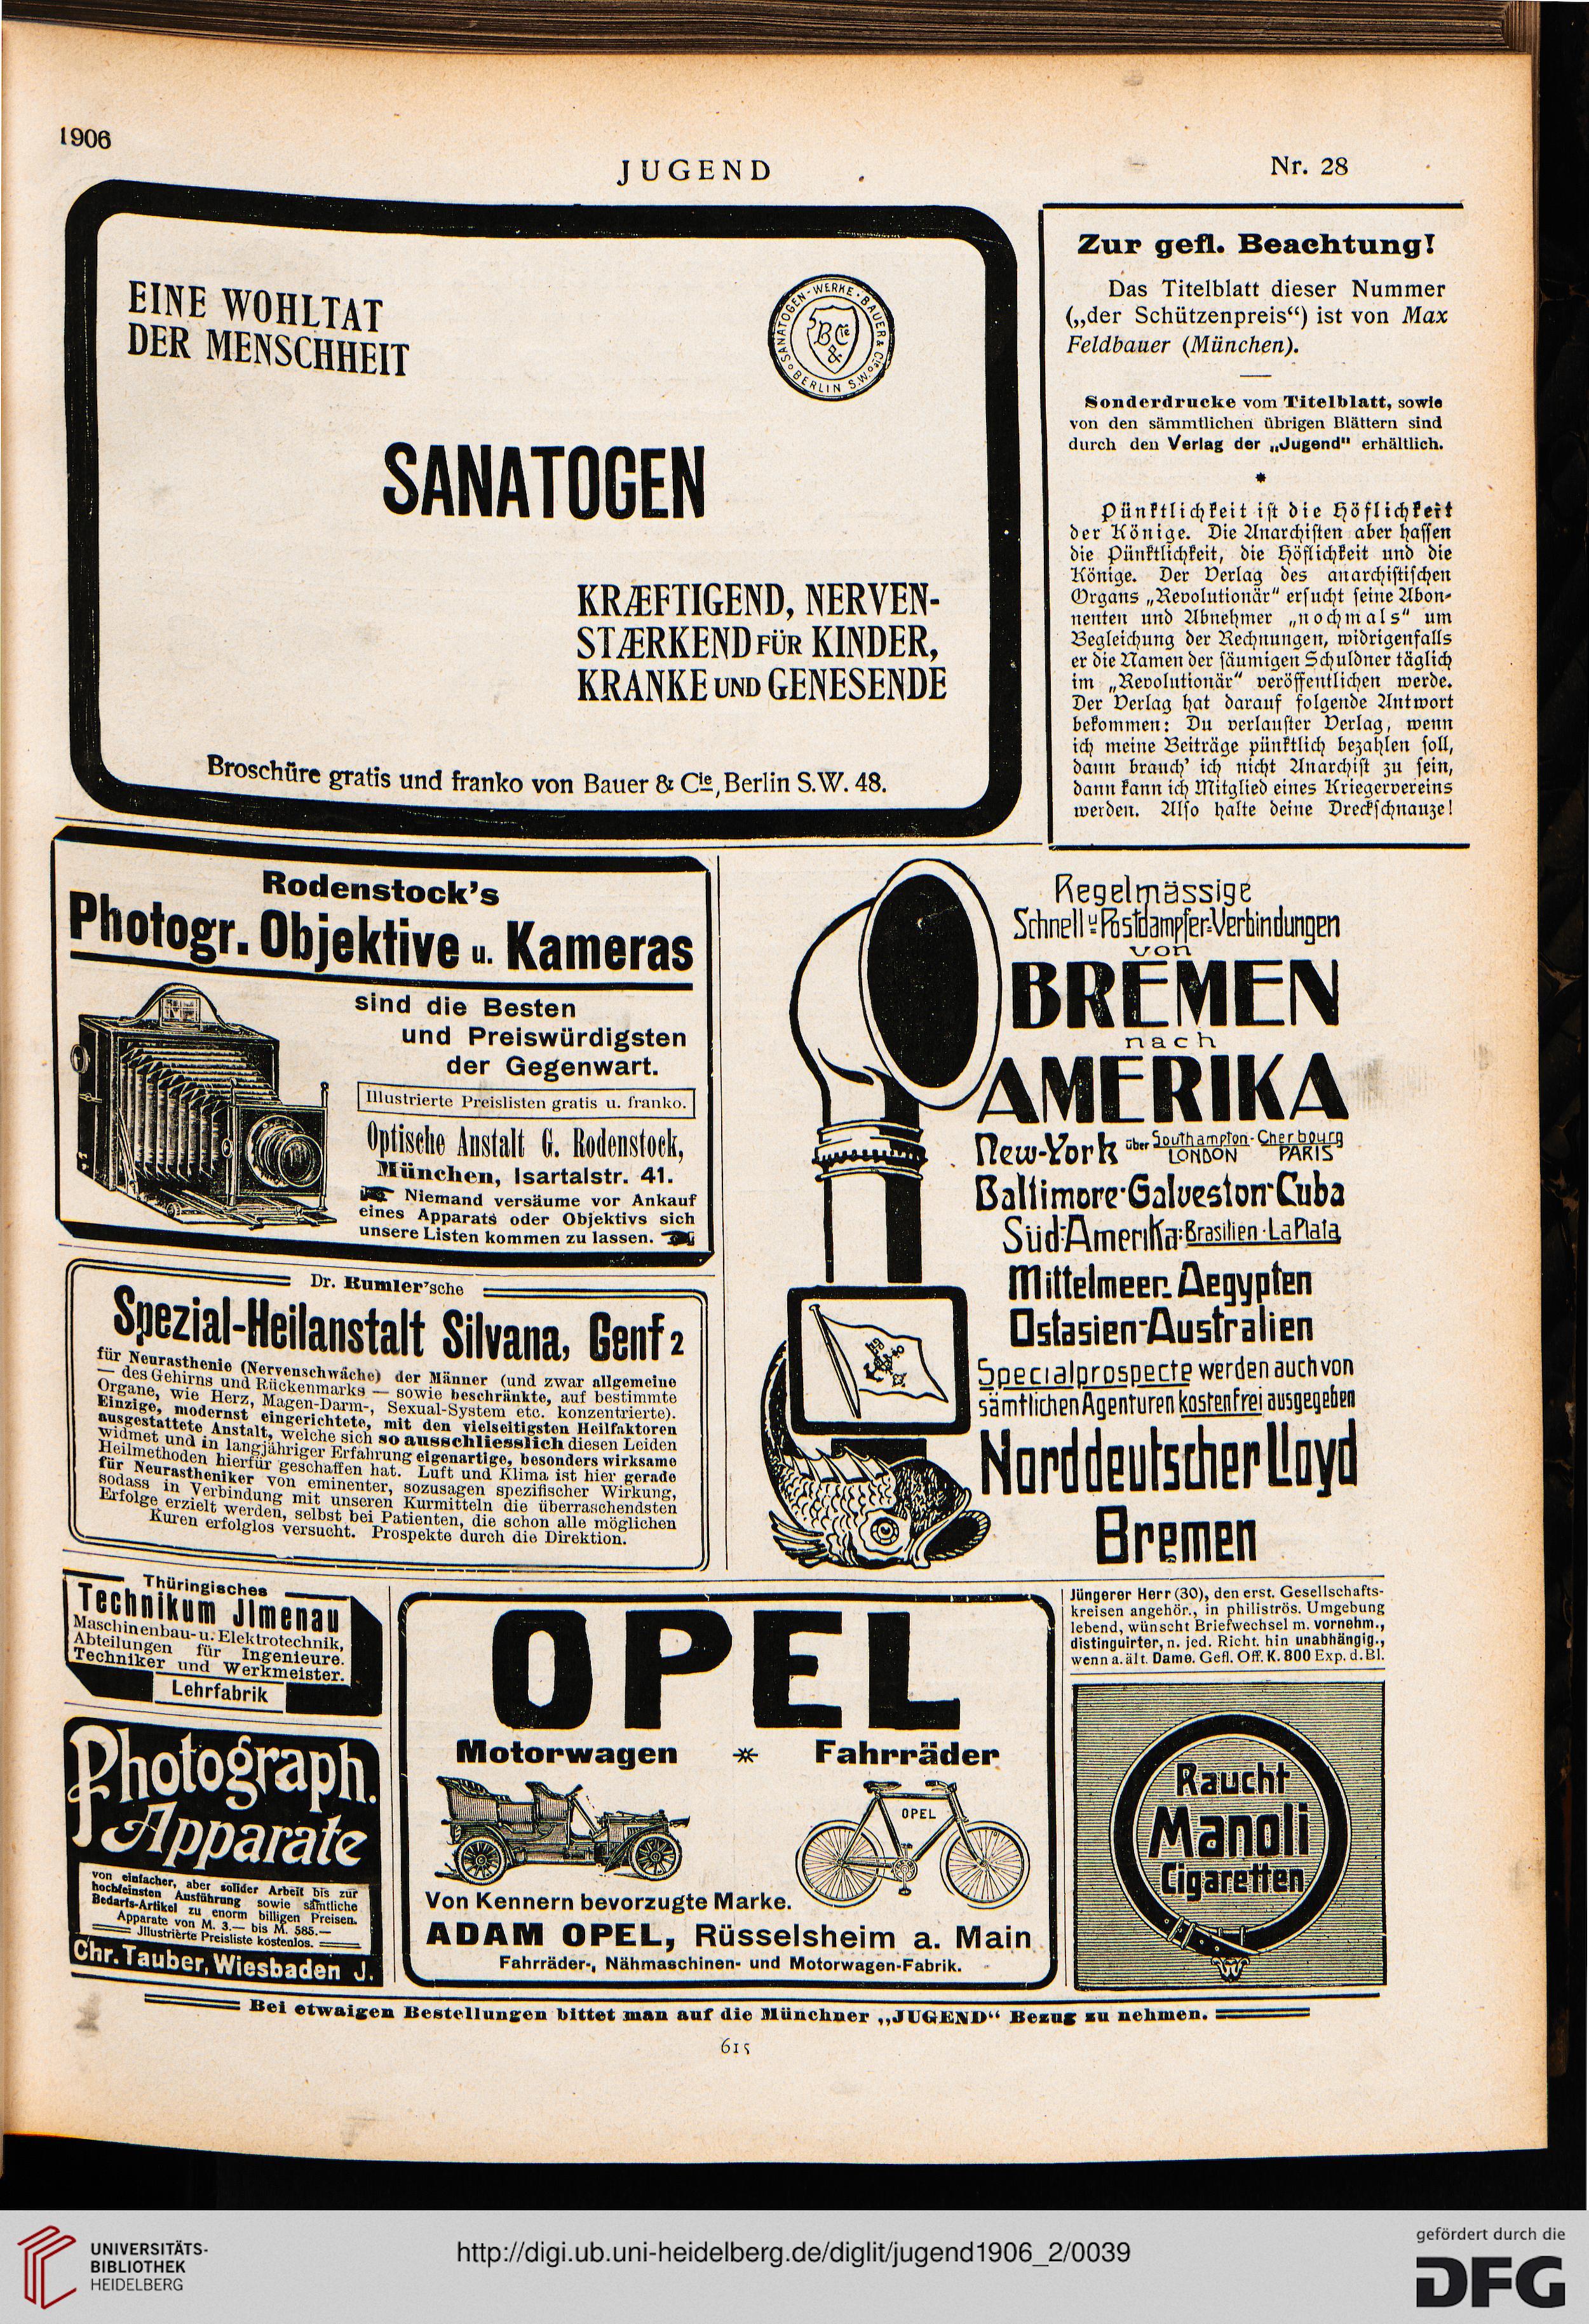 1906
JUGEND
Nr. 28
EINE WOHLTAT
DER MENSCHHEIT
SANATOGEN-WERKE·BAUER & Cie
BERLIN S.W.
B & Cie
SANATOGEN
KRÆFTIGEND, NERVEN-
STÆRKEND FÜR KINDER,
KRANKE UND GENESENDE
Broschüre gratis und franko von Bauer & Cie, Berlin S.W. 48.
Zur gefl. Beachtung!
Das Titelblatt dieser Nummer
(„der Schützenpreis“) ist von Max
Feldbauer (München).
Sonderdrucke vom Titelblatt, sowie
von den sämmtlichen übrigen Blättern sind
durch den Verlag der „Jugend" erhältlich.
*
Pünktlichkeit ist die Höflichkeit
der Könige. Die Anarchisten aber hassen
die Pünktlichkeit, die Höflichkeit und die
Könige. Der Verlag des anarchistischen
Organs „Revolutionär“ ersucht seine Abon-
nenten und Abnehmer „nochmals“ um
Begleichung der Rechnungen, widrigenfalls
er die Namen der säumigen Schuldner täglich
im „Revolutionär“ veröffentlichen werde.
Der Verlag hat darauf folgende Antwort
bekommen: Du verlauster Verlag, wenn
ich meine Beiträge pünktlich bezahlen soll,
dann brauch’ ich nicht Anarchist zu sein,
dann kann ich Mitglied eines Kriegervereins
werden. Also halte deine Dreckschnauze!
Rodenstock’s
Photogr. Objektive u. Kameras
sind die Besten
und Preiswürdigsten
der Gegenwart.
Illustrierte Preislisten gratis u. franko.
Optische Anstalt G. Rodenstock,
München, Isartalstr. 41.
Niemand versäume vor Ankauf
eines Apparats oder Objektivs sich
unsere Listen kommen zu lassen.
Dr. Rumler’sche
Spezial-Heilanstalt Silvana, Genf 2
für Neurasthenie (Nervenschwäche) der Männer (und zwar allgemeine
— des Gehirns und Rückenmarks — sowie beschränkte, auf bestimmte
Organe, wie Herz, Magen-Darm-, Sexual-System etc. konzentrierte).
Einzige, modernst eingerichtete, mit den vielseitigsten Heilfaktoren
ausgestattete Anstalt, welche sich so ausschliesslich diesen Leiden
widmet und in langjähriger Erfahrung eigenartige, besonders wirksame
Heilmethoden hierfür geschaffen hat. Luft und Klima ist hier gerade
für Neurastheniker von eminenter, sozusagen spezifischer Wirkung,
sodass in Verbindung mit unseren Kurmitteln die überraschendsten
Erfolge erzielt werden, selbst bei Patienten, die schon alle möglichen
Kuren erfolglos versucht. Prospekte durch die Direktion.
Regelmässige
Schnell u Postdampfer-Verbindungen
von
BREMEN
nach
AMERIKA
New-York über Southampton-Cherbourg
LONDON PARIS
Baltimore-Galveston-Cuba
Süd-Amerika: Brasilien·La Plata
Mittelmeer-Aegypten
Ostasien-Australien
Specialprospecte werden auch von
sämtlichen Agenturen kostenfrei ausgegeben
Norddeutscher Lloyd
Bremen
Thüringisches
Technikum Jlmenau
Maschinenbau- u. Elektrotechnik,
Abteilungen für Ingenieure.
Techniker und Werkmeister.
Lehrfabrik
Photograph.
Apparate
von einfacher, aber solider Arbeit bis zur
hochfeinsten Ausführung sowie sämtliche
Bedarfs-Artikel zu enorm billigen Preisen.
Apparate von M. 3.— bis M. 585.—
Jllustrierte Preisliste kostenlos.
Chr. Tauber, Wiesbaden J.
OPEL
Motorwagen * Fahrräder
OPEL
Von Kennern bevorzugte Marke.
ADAM OPEL, Rüsselsheim a. Main
Fahrräder-, Nähmaschinen- und Motorwagen-Fabrik.
Jüngerer Herr (30), den erst. Gesellschafts-
kreisen angehör., in philiströs. Umgebung
lebend, wünscht Briefwechsel m. vornehm.,
distinguirter, n. jed. Richt. hin unabhängig.,
wenn a. ält. Dame. Gefl. Off. K. 800 Exp. d. Bl.
Raucht
Manoli
Cigaretten
Bei etwaigen Bestellungen bittet man auf die Münchner „JUGEND“ Bezug zu nehmen.
615
UNIVERSITÄTS-
BIBLIOTHEK
HEIDELBERG
http://digi.ub.uni-heidelberg.de/diglit/jugend1906_2/0039
gefördert durch die
DFG